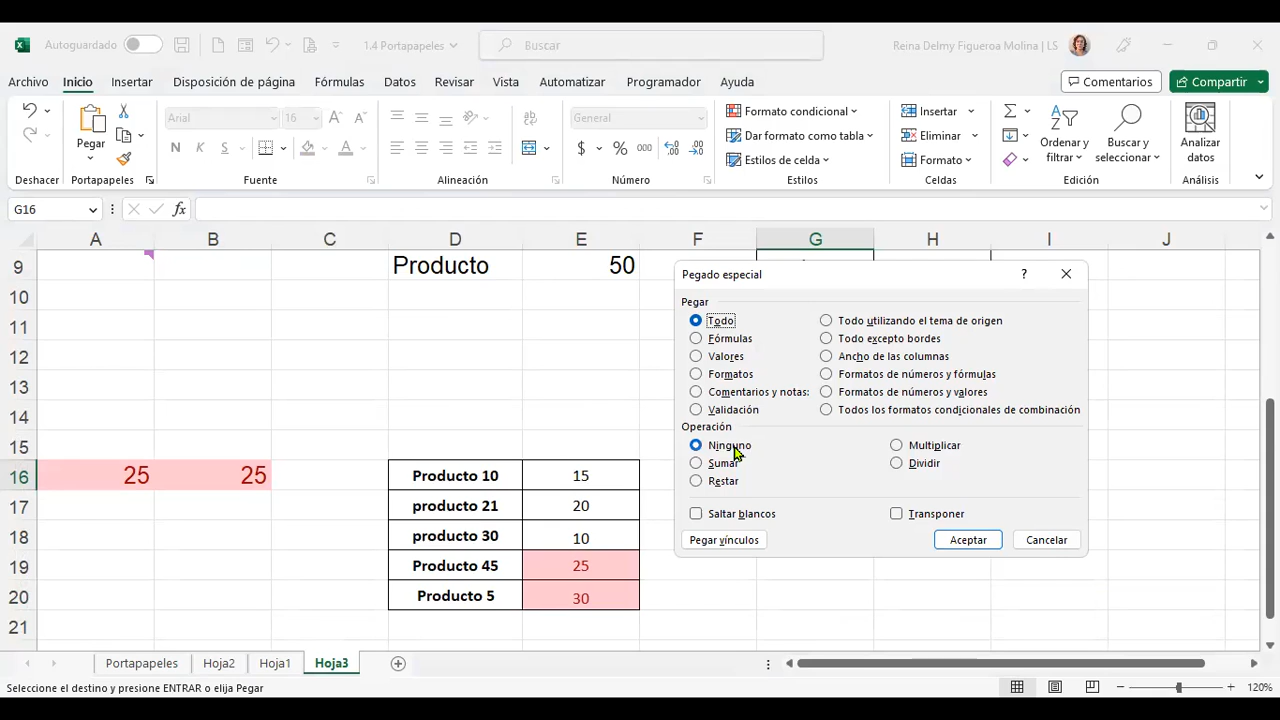 Autoguardado
1.4 Portapapeles
Buscar
Reina Delmy Figueroa Molina | LS
Archivo Inicio Insertar Disposición de página Fórmulas Datos Revisar Vista Automatizar Programador Ayuda Comentarios Compartir
Arial 16 General
Formato condicional Insertar
Dar formato como tabla Eliminar
Estilos de celda Formato
Pegar
N K S $ % 000
Ordenar y filtrar
Buscar y seleccionar
Analizar datos
Deshacer Portapapeles Fuente Alineación Número Estilos Celdas Edición Análisis
G16 fx
A B C D E F G H I J
9 Producto 50
10
11
12
13
14
15
16 25 25 Producto 10 15
17 producto 21 20
18 producto 30 10
19 Producto 45 25
20 Producto 5 30
21
Pegado especial ?
Pegar
Todo Todo utilizando el tema de origen
Fórmulas Todo excepto bordes
Valores Ancho de las columnas
Formatos Formatos de números y fórmulas
Comentarios y notas: Formatos de números y valores
Validación Todos los formatos condicionales de combinación
Operación
Ninguno Multiplicar
Sumar Dividir
Restar
Saltar blancos Transponer
Pegar vínculos Aceptar Cancelar
Portapapeles Hoja2 Hoja1 Hoja3
Seleccione el destino y presione ENTRAR o elija Pegar
120%